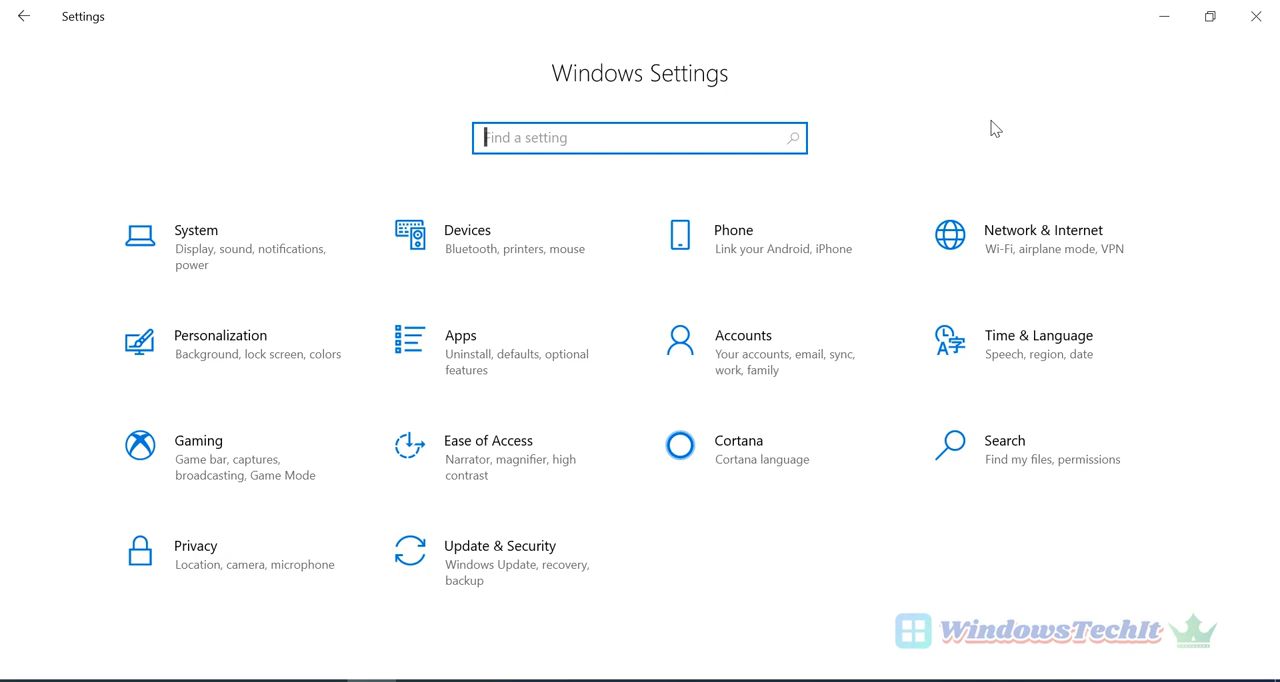 Settings
Windows Settings
Find a setting
System
Display, sound, notifications,
power
Devices
Bluetooth, printers, mouse
Phone
Link your Android, iPhone
Network & Internet
Wi-Fi, airplane mode, VPN
Personalization
Background, lock screen, colors
Apps
Uninstall, defaults, optional
features
Accounts
Your accounts, email, sync,
work, family
Time & Language
Speech, region, date
Gaming
Game bar, captures,
broadcasting, Game Mode
Ease of Access
Narrator, magnifier, high
contrast
Cortana
Cortana language
Search
Find my files, permissions
Privacy
Location, camera, microphone
Update & Security
Windows Update, recovery,
backup
WindowsTechIt